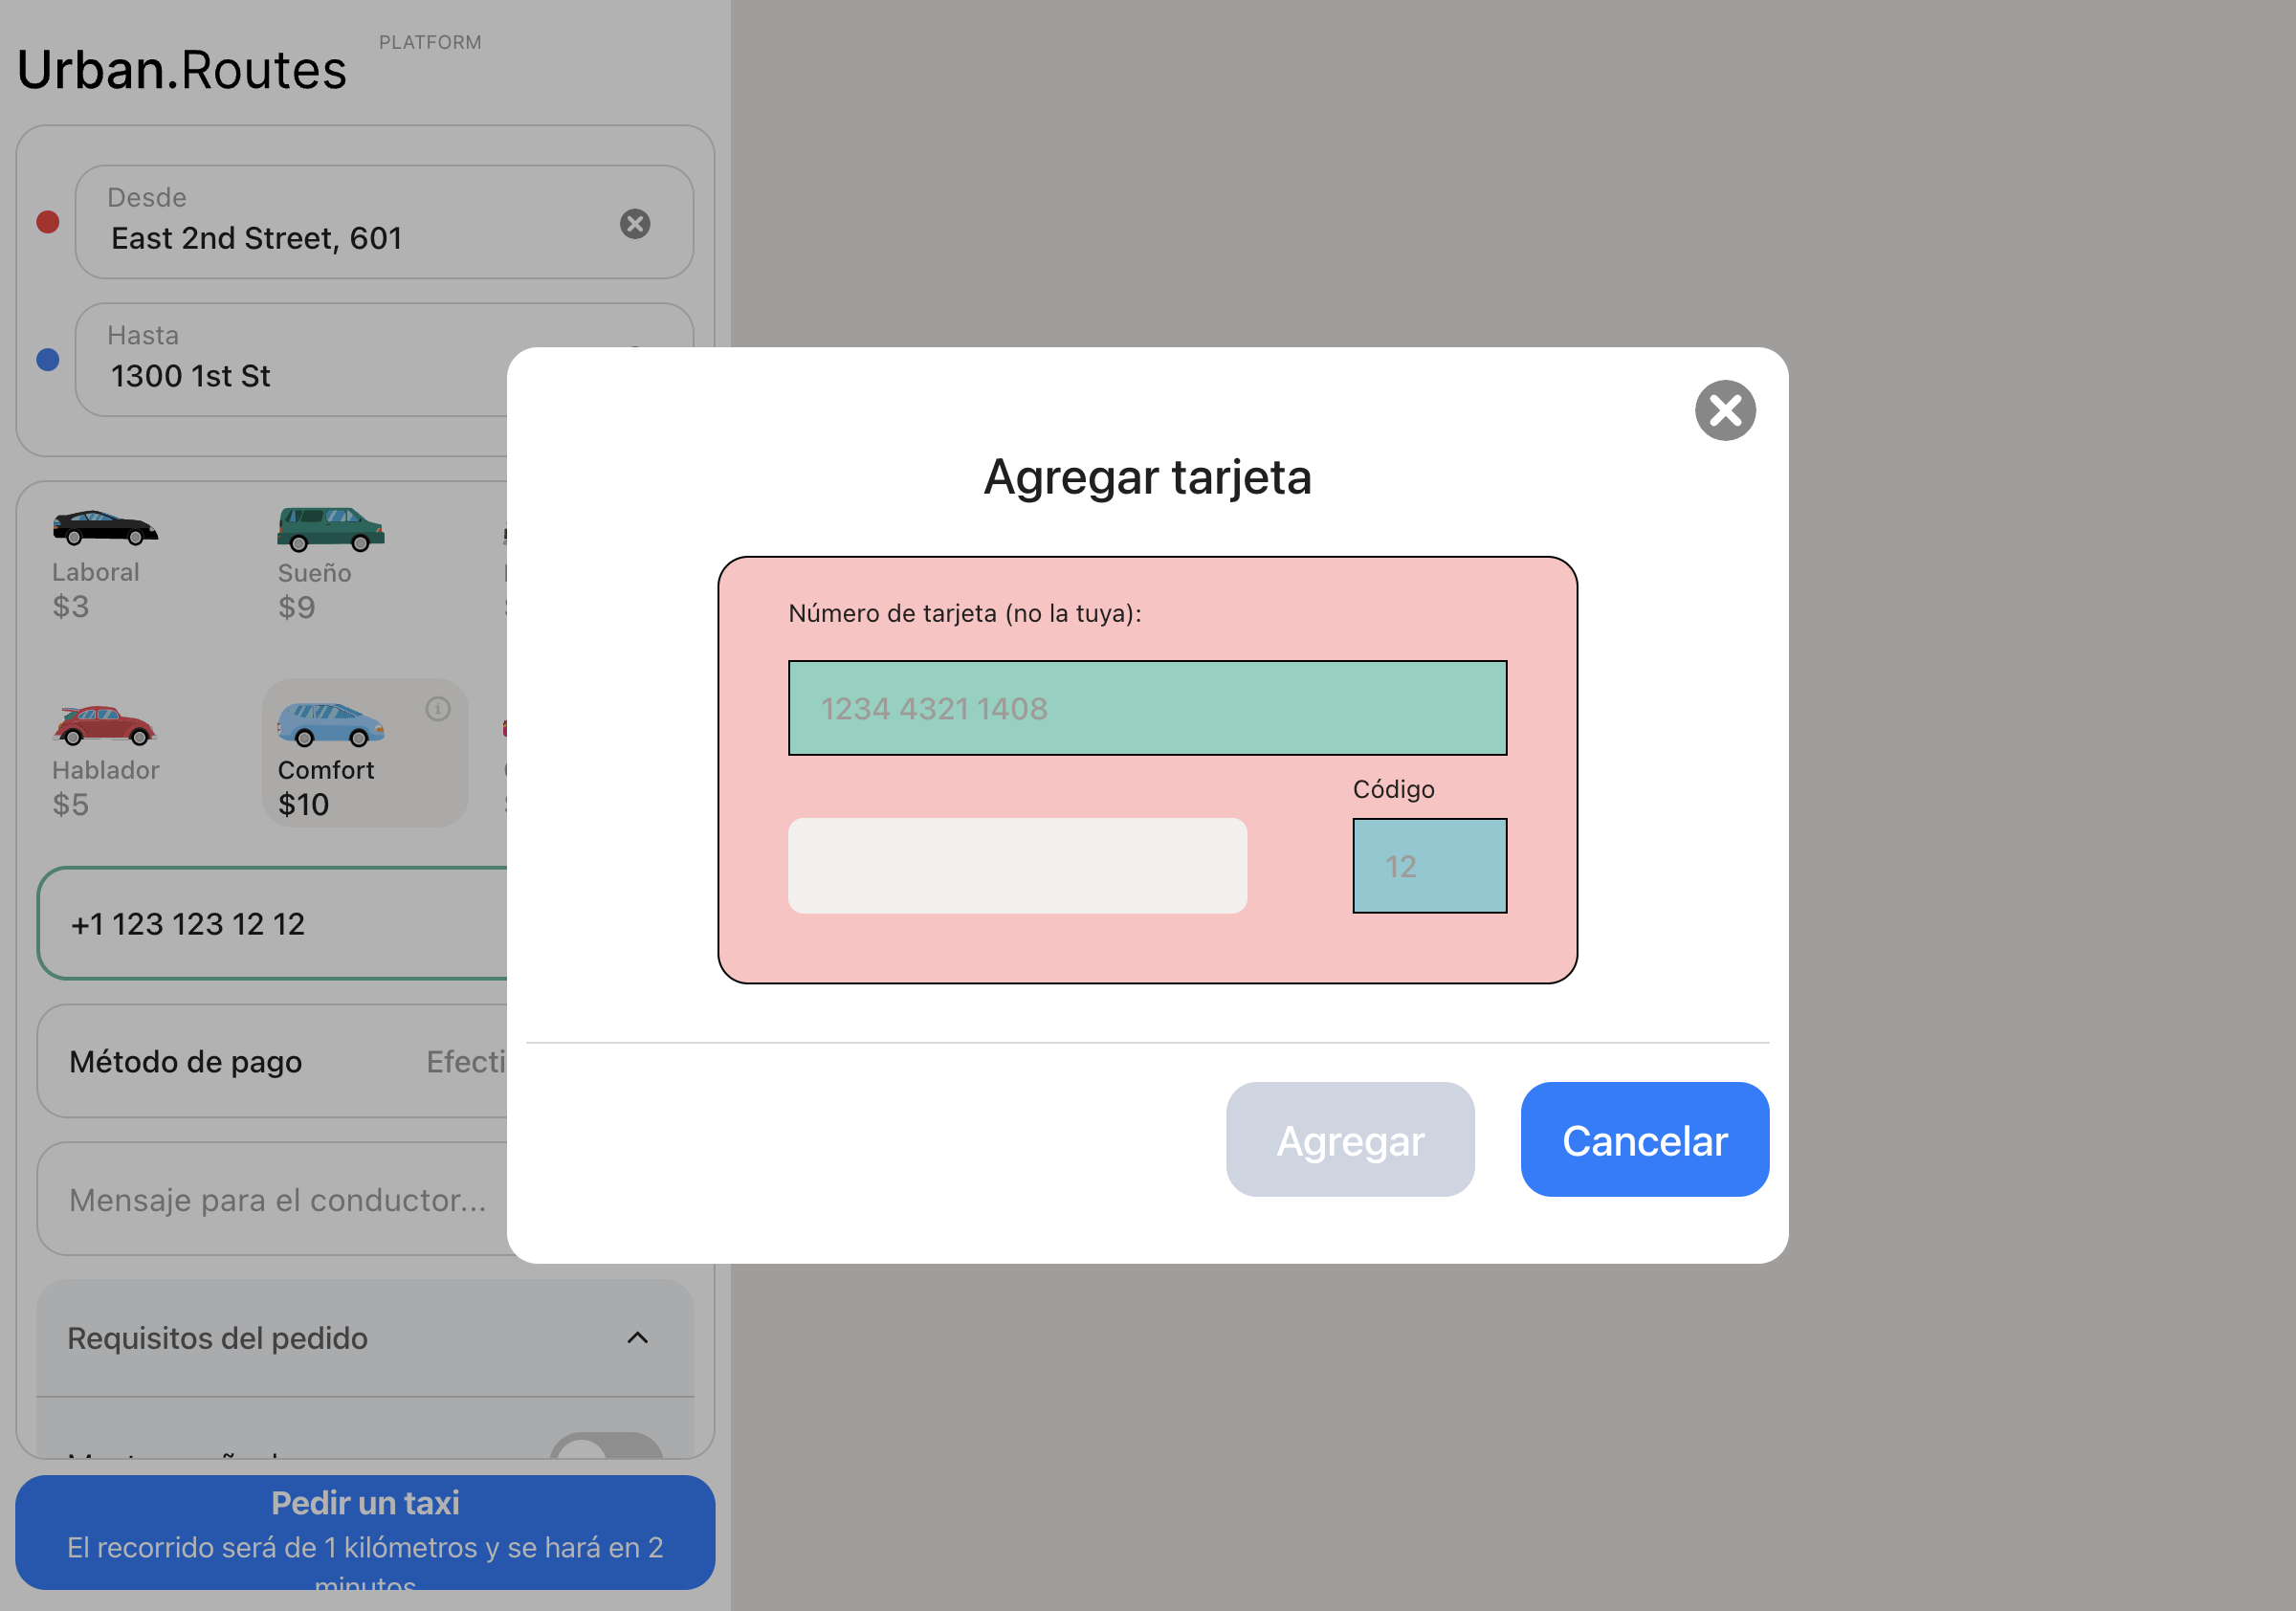 Urban.Routes
PLATFORM
Desde
East 2nd Street, 601
Hasta
1300 1st St
Laboral
$3
Sueño
$9
Hablador
$5
Comfort
$10
+1 123 123 12 12
Método de pago
Mensaje para el conductor...
Requisitos del pedido
Pedir un taxi
El recorrido será de 1 kilómetros y se hará en 2
minutos
Agregar tarjeta
Número de tarjeta (no la tuya):
1234 4321 1408
Código
12
Agregar
Cancelar